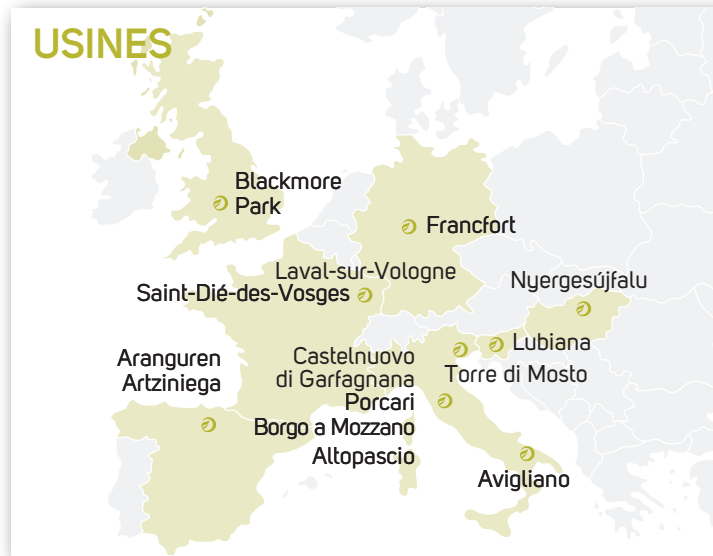 USINES
Blackmore
Park
Francfort
Laval-sur-Vologne
Saint-Dié-des-Vosges
Nyergesújfalu
Lubiana
Torre di Mosto
Aranguren
Artziniega
Castelnuovo
di Garfagnana
Porcari
Borgo a Mozzano
Altopascio
Avigliano